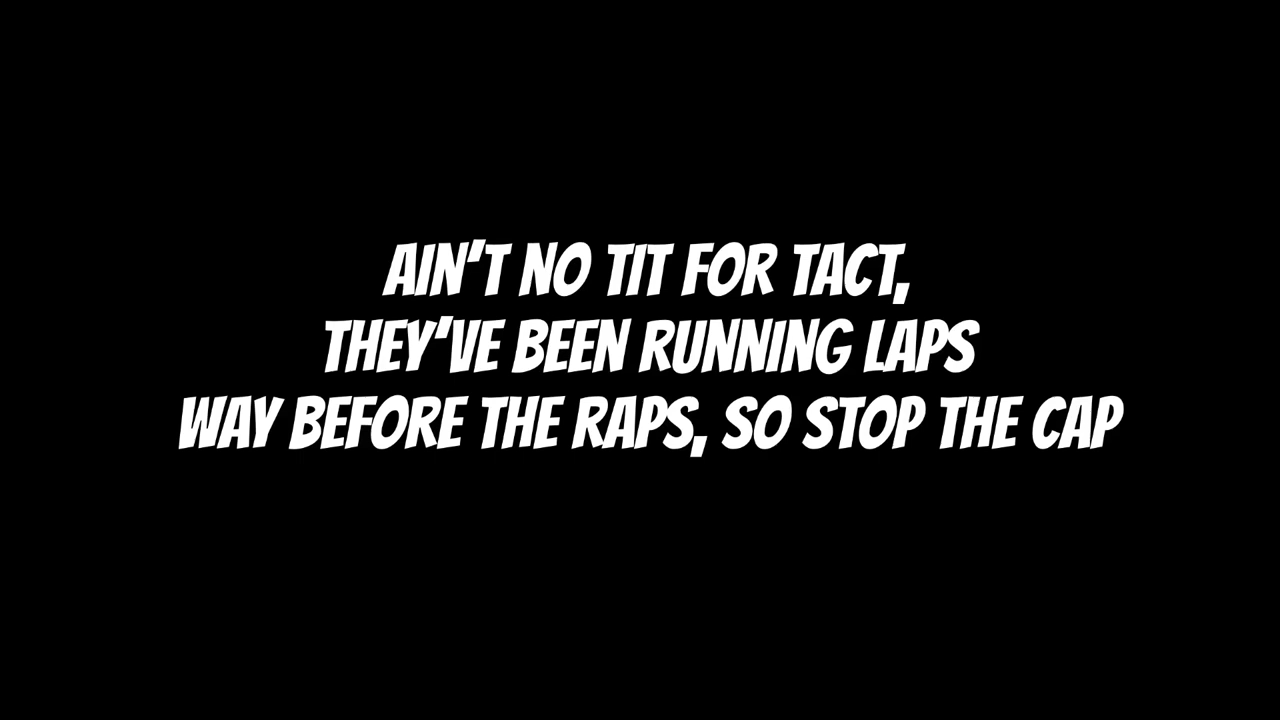 AIN'T NO TIT FOR TACT,
THEY'VE BEEN RUNNING LAPS
WAY BEFORE THE RAPS, SO STOP THE CAP